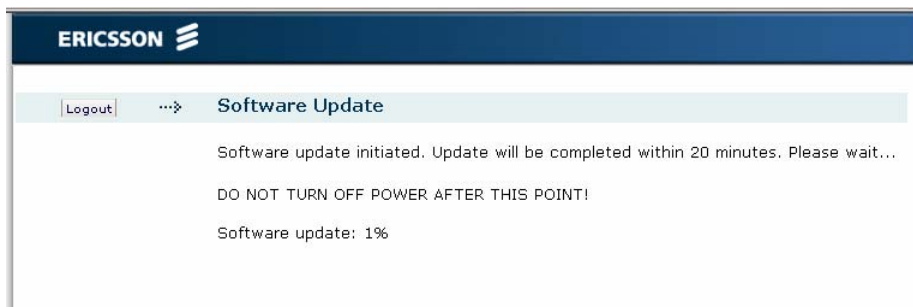 ERICSSON
Logout
Software Update
Software update initiated. Update will be completed within 20 minutes. Please wait...
DO NOT TURN OFF POWER AFTER THIS POINT!
Software update: 1%